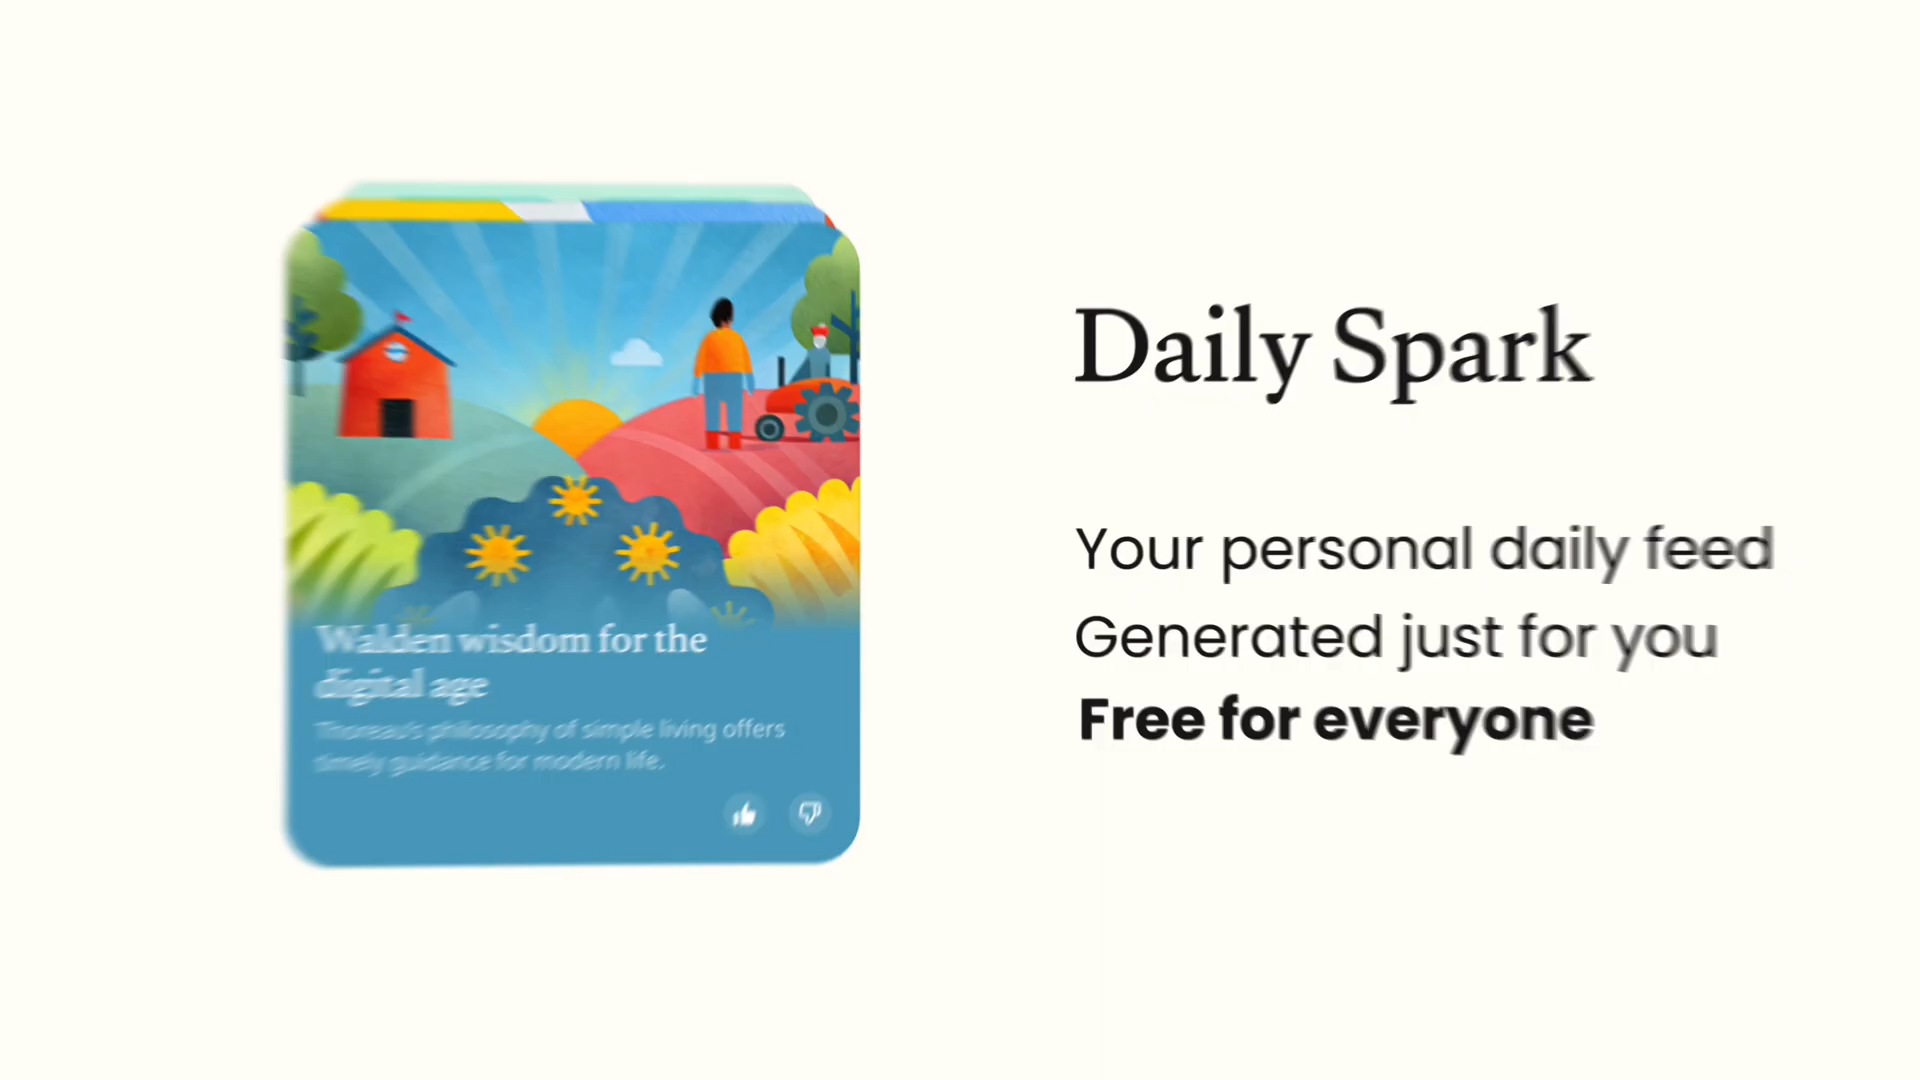 Walden wisdom for the
digital age
Thoreau's philosophy of simple living offers
timely guidance for modern life.
Daily Spark
Your personal daily feed
Generated just for you
Free for everyone